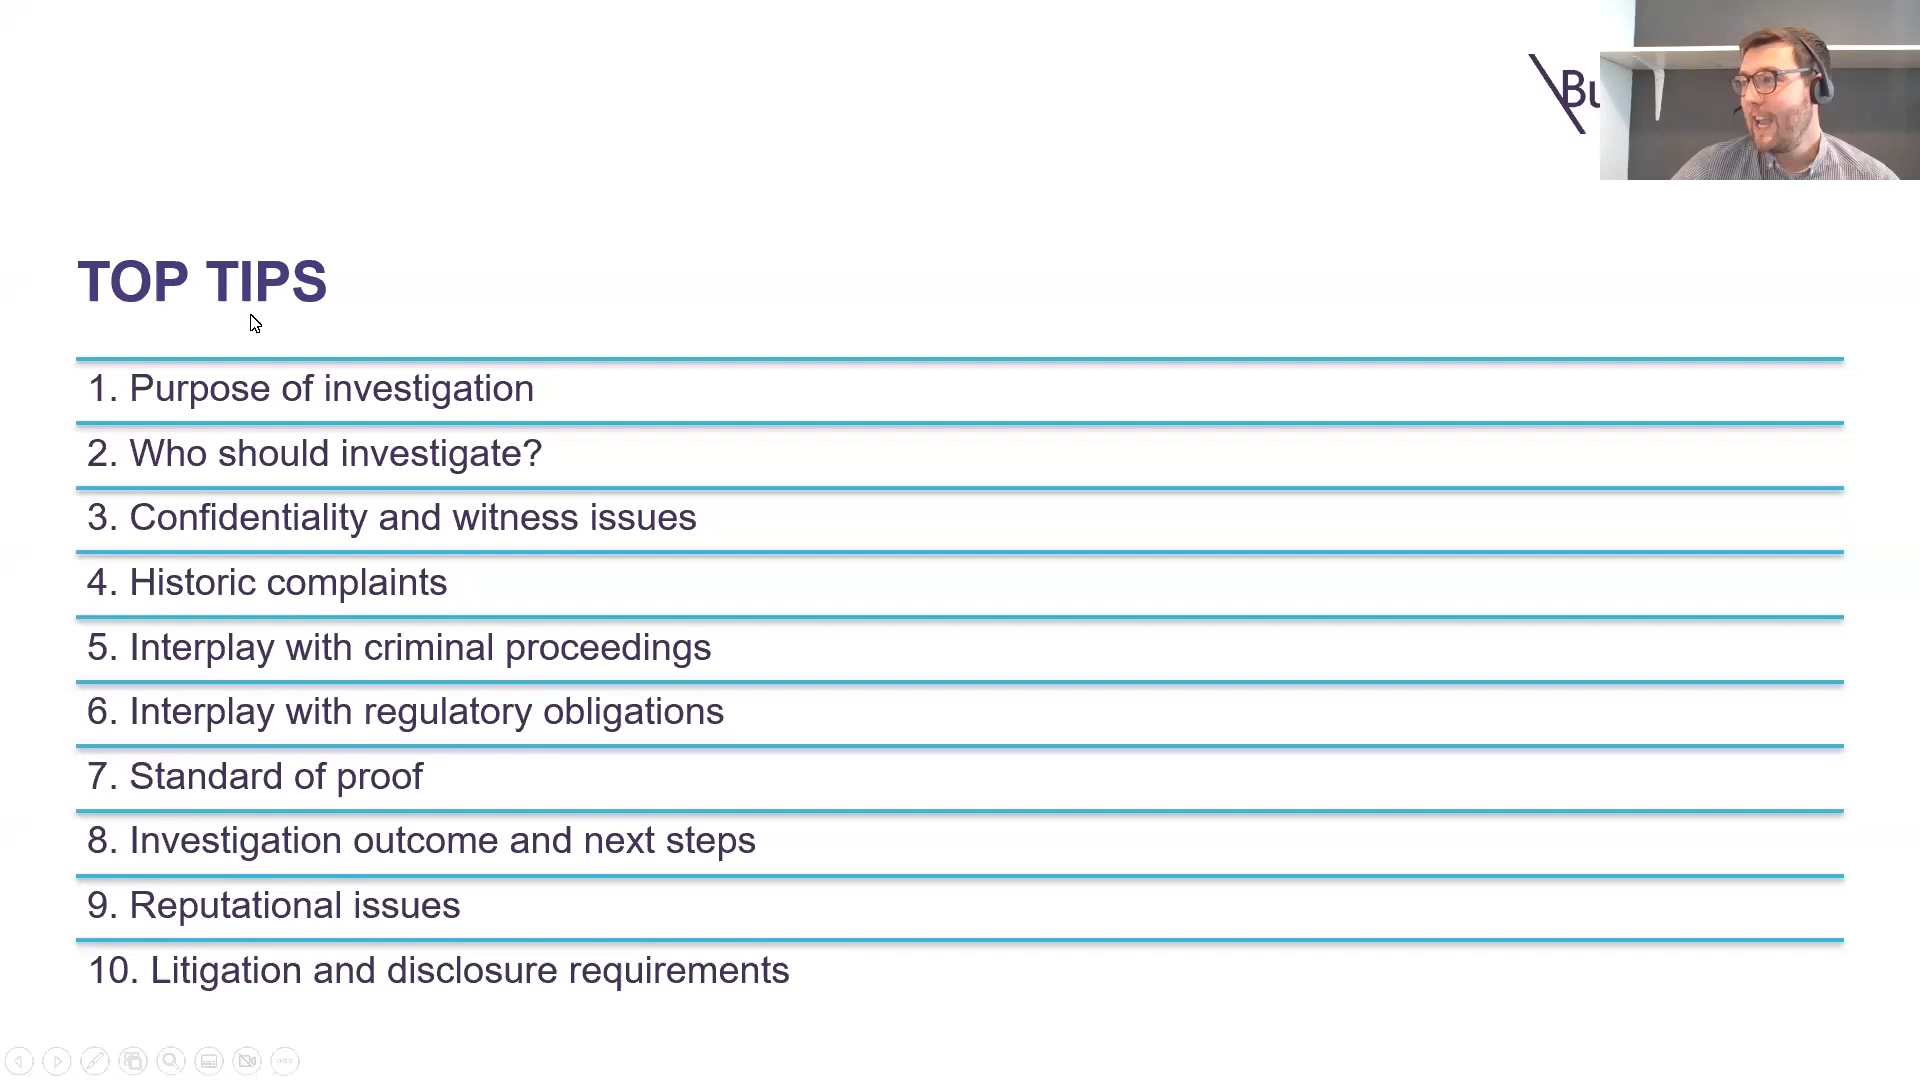 Bu
TOP TIPS
1. Purpose of investigation
2. Who should investigate?
3. Confidentiality and witness issues
4. Historic complaints
5. Interplay with criminal proceedings
6. Interplay with regulatory obligations
7. Standard of proof
8. Investigation outcome and next steps
9. Reputational issues
10. Litigation and disclosure requirements